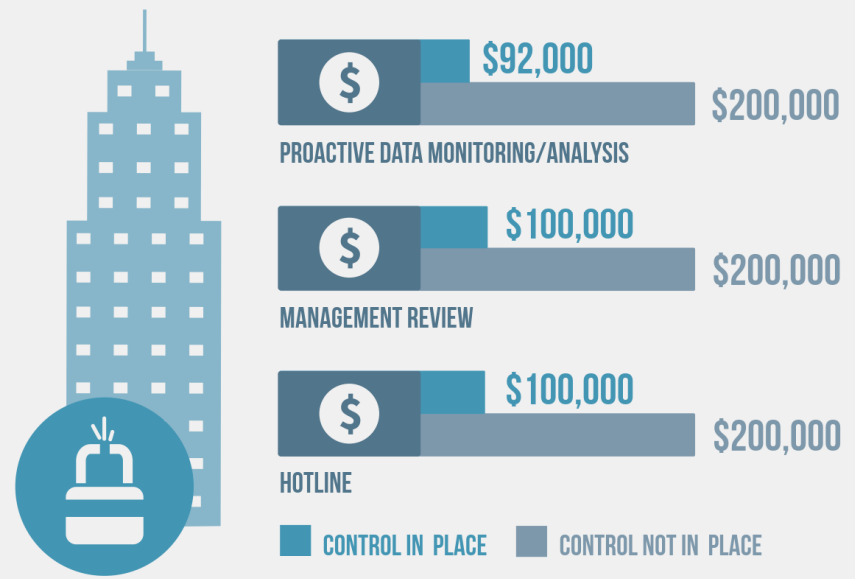 $ $92,000
$200,000
PROACTIVE DATA MONITORING/ANALYSIS
$ $100,000
$200,000
MANAGEMENT REVIEW
$ $100,000
$200,000
HOTLINE
CONTROL IN PLACE CONTROL NOT IN PLACE